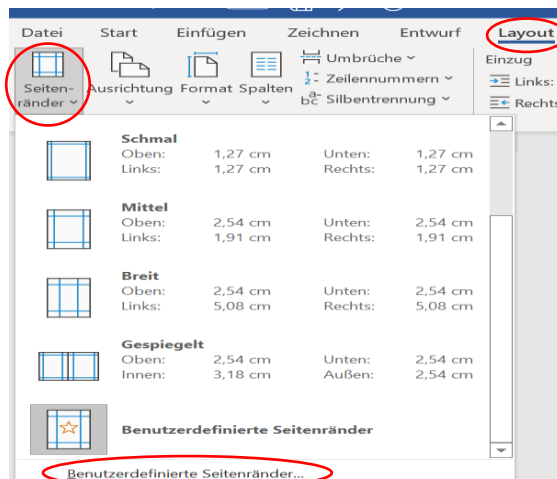 Datei Start Einfügen Zeichnen Entwurf Layout
Seiten-
ränder
Ausrichtung Format Spalten
Umbrüche
Zeilennummern
Silbentrennung
Einzug
Links:
Rechts
Schmal
Oben: 1,27 cm Unten: 1,27 cm
Links: 1,27 cm Rechts: 1,27 cm
Mittel
Oben: 2,54 cm Unten: 2,54 cm
Links: 1,91 cm Rechts: 1,91 cm
Breit
Oben: 2,54 cm Unten: 2,54 cm
Links: 5,08 cm Rechts: 5,08 cm
Gespiegelt
Oben: 2,54 cm Unten: 2,54 cm
Innen: 3,18 cm Außen: 2,54 cm
Benutzerdefinierte Seitenränder
Benutzerdefinierte Seitenränder...